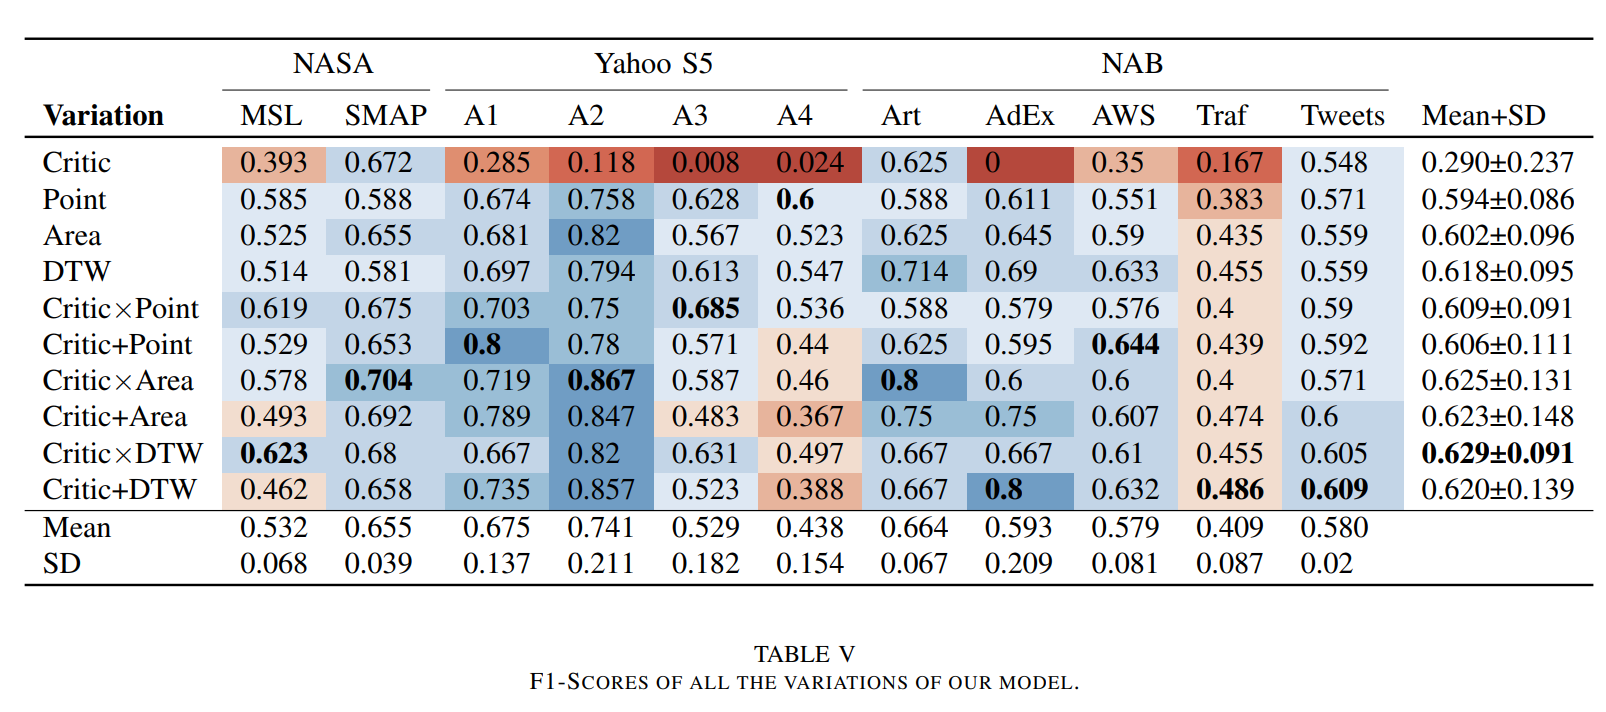 NASA Yahoo S5 NAB
Variation MSL SMAP A1 A2 A3 A4 Art AdEx AWS Traf Tweets Mean+SD
Critic 0.393 0.672 0.285 0.118 0.008 0.024 0.625 0 0.35 0.167 0.548 0.290±0.237
Point 0.585 0.588 0.674 0.758 0.628 0.6 0.588 0.611 0.551 0.383 0.571 0.594±0.086
Area 0.525 0.655 0.681 0.82 0.567 0.523 0.625 0.645 0.59 0.435 0.559 0.602±0.096
DTW 0.514 0.581 0.697 0.794 0.613 0.547 0.714 0.69 0.633 0.455 0.559 0.618±0.095
Critic×Point 0.619 0.675 0.703 0.75 0.685 0.536 0.588 0.579 0.576 0.4 0.59 0.609±0.091
Critic+Point 0.529 0.653 0.8 0.78 0.571 0.44 0.625 0.595 0.644 0.439 0.592 0.606±0.111
Critic×Area 0.578 0.704 0.719 0.867 0.587 0.46 0.8 0.6 0.6 0.4 0.571 0.625±0.131
Critic+Area 0.493 0.692 0.789 0.847 0.483 0.367 0.75 0.75 0.607 0.474 0.6 0.623±0.148
Critic×DTW 0.623 0.68 0.667 0.82 0.631 0.497 0.667 0.667 0.61 0.455 0.605 0.629±0.091
Critic+DTW 0.462 0.658 0.735 0.857 0.523 0.388 0.667 0.8 0.632 0.486 0.609 0.620±0.139
Mean 0.532 0.655 0.675 0.741 0.529 0.438 0.664 0.593 0.579 0.409 0.580
SD 0.068 0.039 0.137 0.211 0.182 0.154 0.067 0.209 0.081 0.087 0.02
TABLE V
F1-SCORES OF ALL THE VARIATIONS OF OUR MODEL.